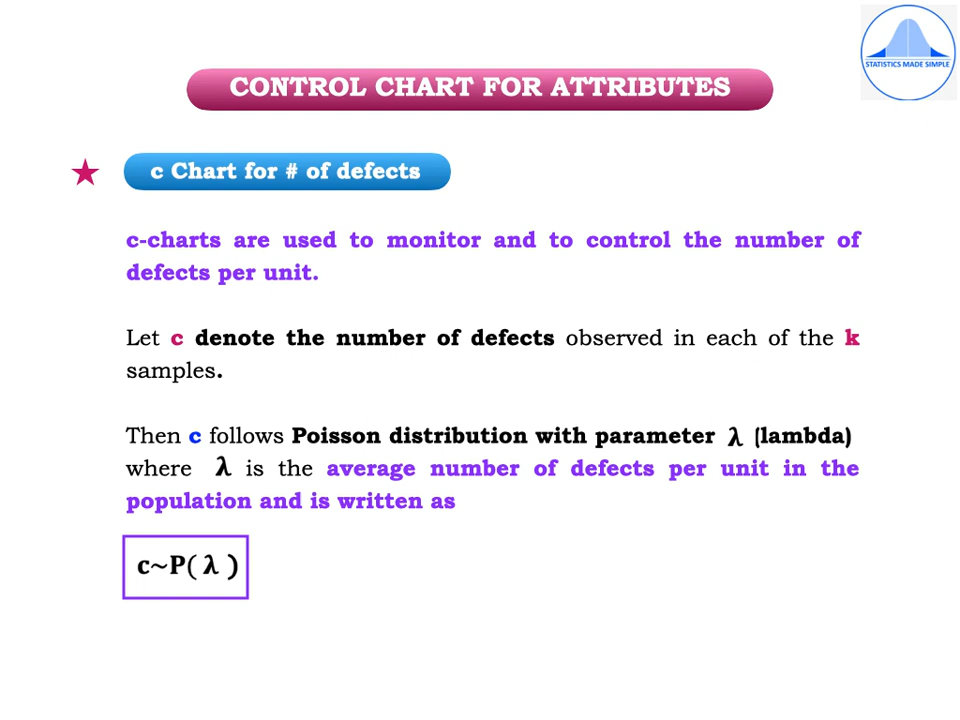 STATISTICS MADE SIMPLE
CONTROL CHART FOR ATTRIBUTES
c Chart for # of defects
c-charts are used to monitor and to control the number of
defects per unit.
Let c denote the number of defects observed in each of the k
samples.
Then c follows Poisson distribution with parameter λ (lambda)
where λ is the average number of defects per unit in the
population and is written as
c~P( λ )